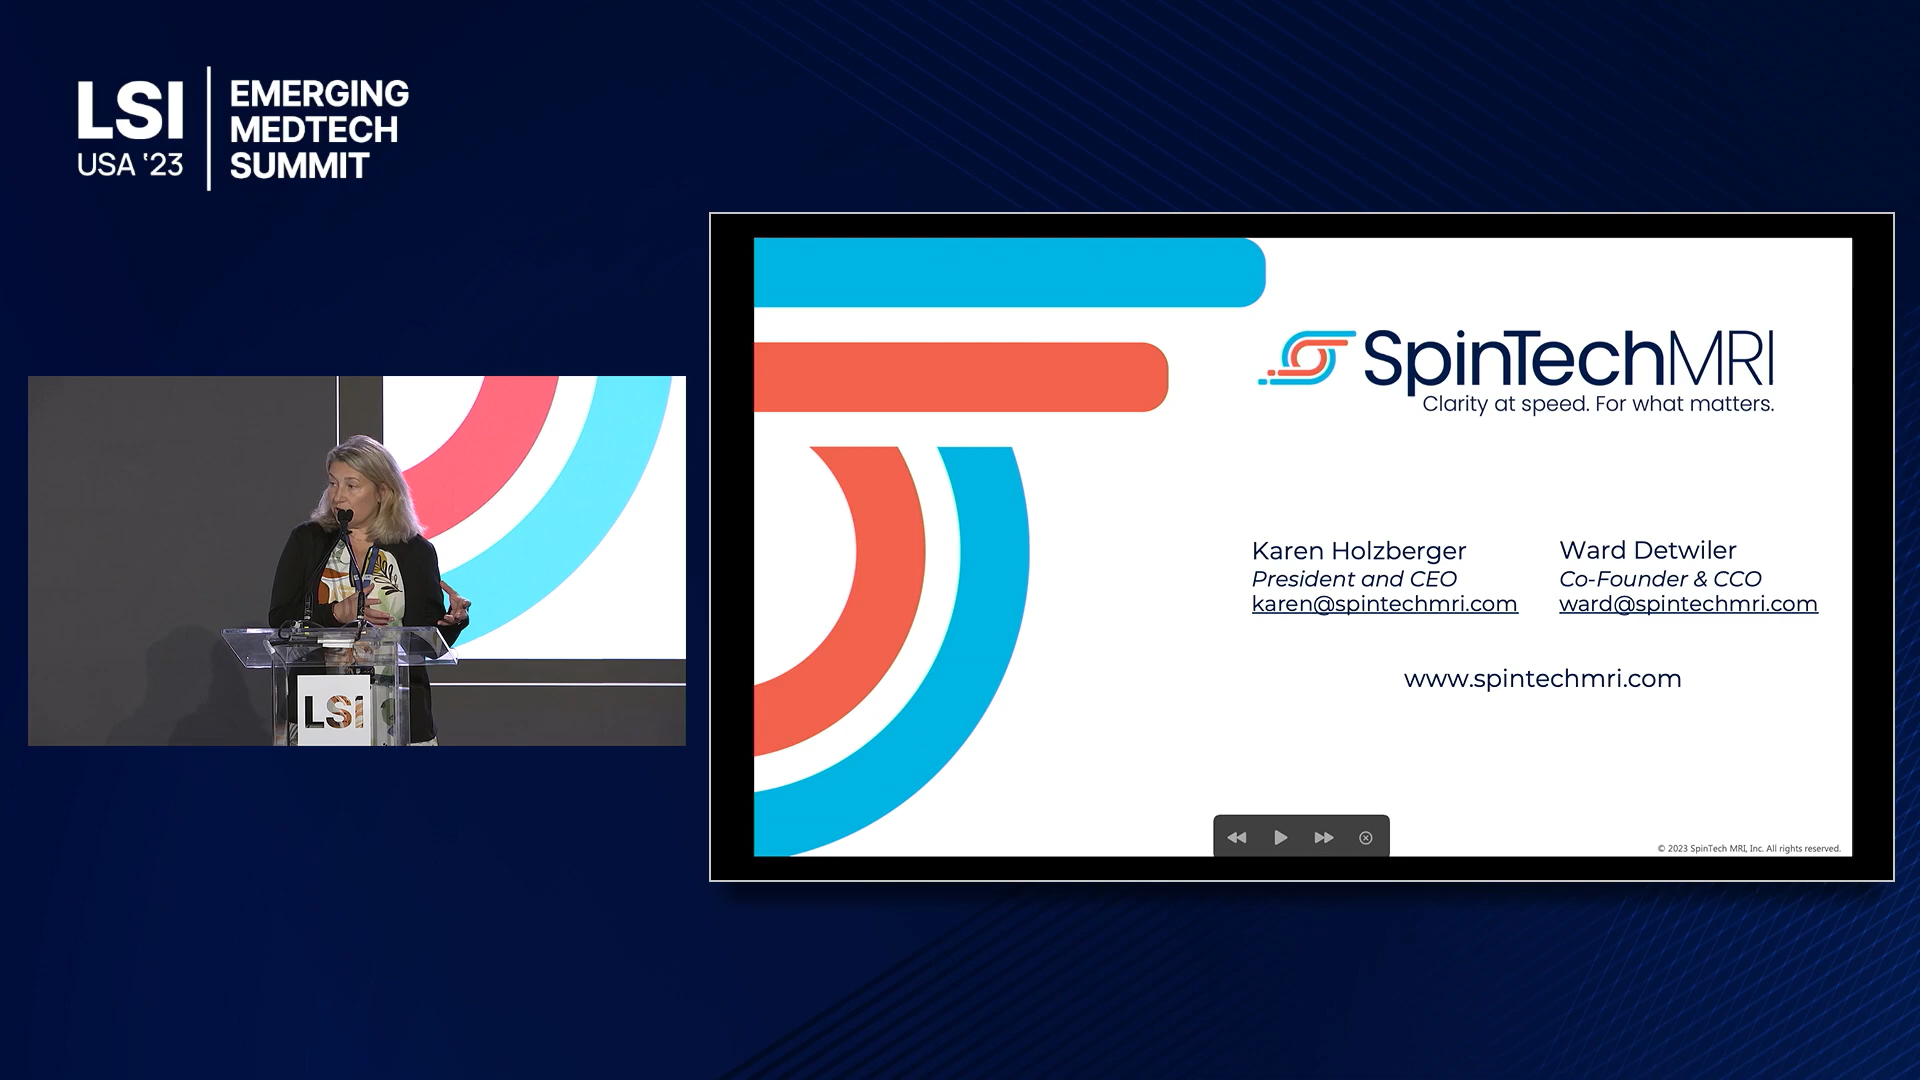 LSI
USA '23
EMERGING
MEDTECH
SUMMIT
SpinTechMRI
Clarity at speed. For what matters.
Karen Holzberger
President and CEO
karen@spintechmri.com
Ward Detwiler
Co-Founder & CCO
ward@spintechmri.com
www.spintechmri.com
© 2023 SpinTech MRI, Inc. All rights reserved.
LSI